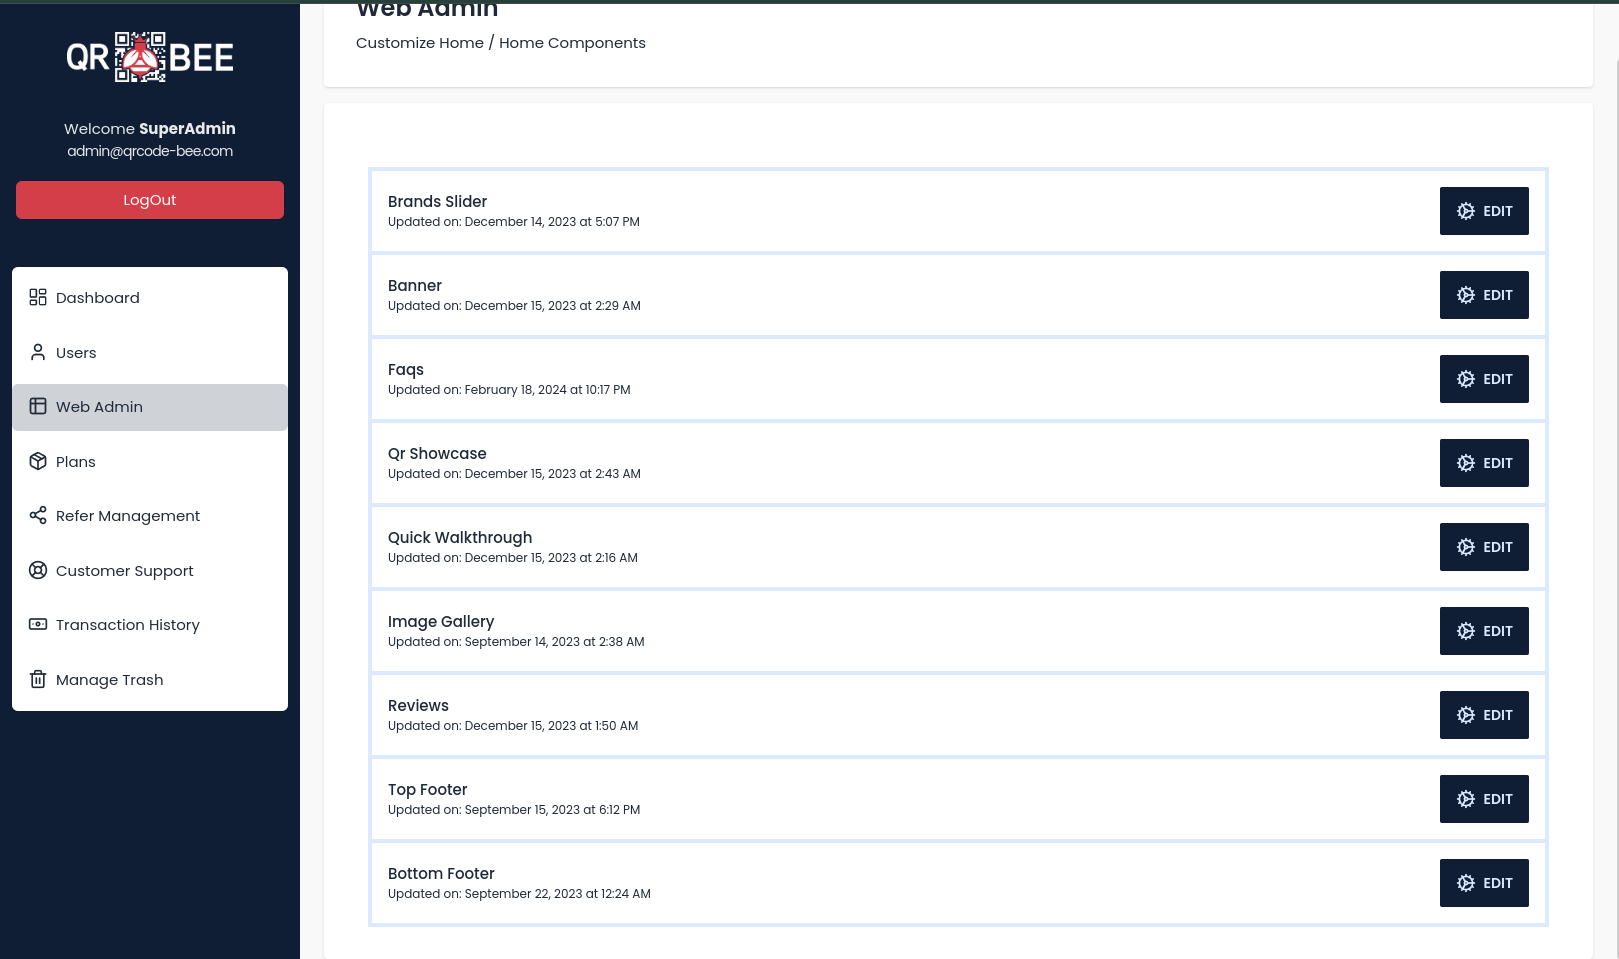 QR BEE
Welcome SuperAdmin
admin@qrcode-bee.com
LogOut
Dashboard
Users
Web Admin
Plans
Refer Management
Customer Support
Transaction History
Manage Trash
Web Admin
Customize Home / Home Components
Brands Slider
Updated on: December 14, 2023 at 5:07 PM
EDIT
Banner
Updated on: December 15, 2023 at 2:29 AM
EDIT
Faqs
Updated on: February 18, 2024 at 10:17 PM
EDIT
Qr Showcase
Updated on: December 15, 2023 at 2:43 AM
EDIT
Quick Walkthrough
Updated on: December 15, 2023 at 2:16 AM
EDIT
Image Gallery
Updated on: September 14, 2023 at 2:38 AM
EDIT
Reviews
Updated on: December 15, 2023 at 1:50 AM
EDIT
Top Footer
Updated on: September 15, 2023 at 6:12 PM
EDIT
Bottom Footer
Updated on: September 22, 2023 at 12:24 AM
EDIT